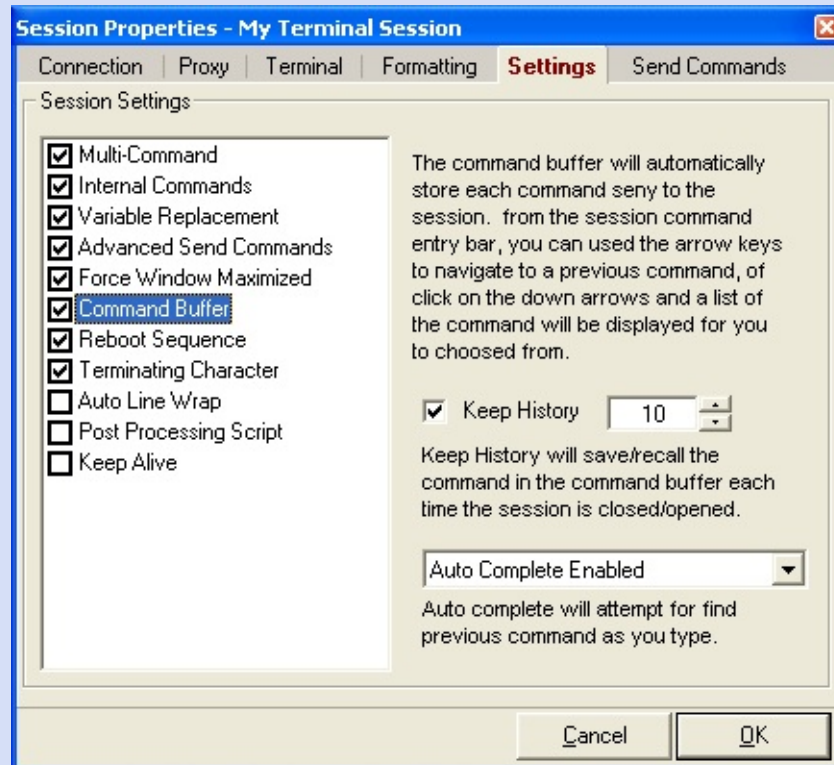 Session Properties - My Terminal Session
Connection Proxy Terminal Formatting Settings Send Commands
Session Settings
Multi-Command
Internal Commands
Variable Replacement
Advanced Send Commands
Force Window Maximized
Command Buffer
Reboot Sequence
Terminating Character
Auto Line Wrap
Post Processing Script
Keep Alive
The command buffer will automatically
store each command seny to the
session. from the session command
entry bar, you can used the arrow keys
to navigate to a previous command, of
click on the down arrows and a list of
the command will be displayed for you
to choosed from.
Keep History 10
Keep History will save/recall the
command in the command buffer each
time the session is closed/opened.
Auto Complete Enabled
Auto complete will attempt for find
previous command as you type.
Cancel OK